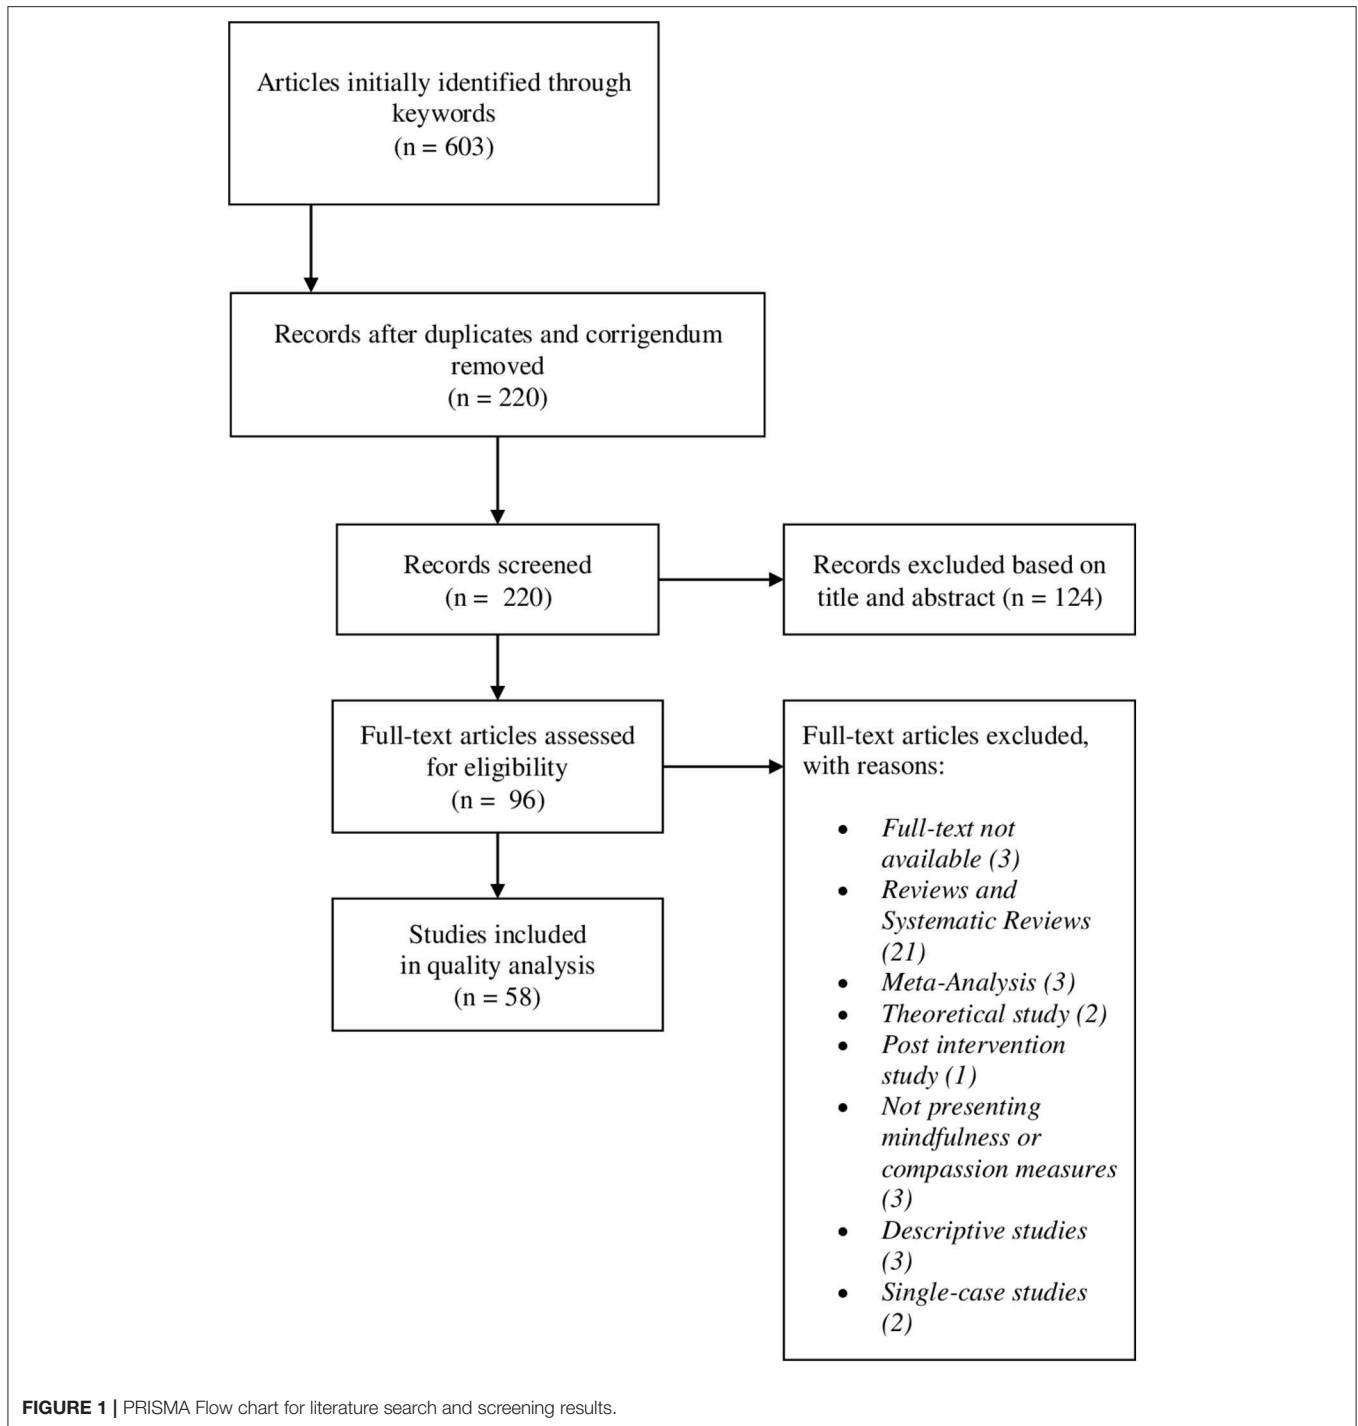 Articles initially identified through
keywords
(n = 603)
Records after duplicates and corrigendum
removed
(n = 220)
Records screened
(n =  220)
Records excluded based on
title and abstract (n = 124)
Full-text articles assessed
for eligibility
(n =  96)
Full-text articles excluded,
with reasons:
• Full-text not
available (3)
• Reviews and
Systematic Reviews
(21)
• Meta-Analysis (3)
• Theoretical study (2)
• Post intervention
study (1)
• Not presenting
mindfulness or
compassion measures
(3)
• Descriptive studies
(3)
• Single-case studies
(2)
Studies included
in quality analysis
(n = 58)
FIGURE 1 | PRISMA Flow chart for literature search and screening results.